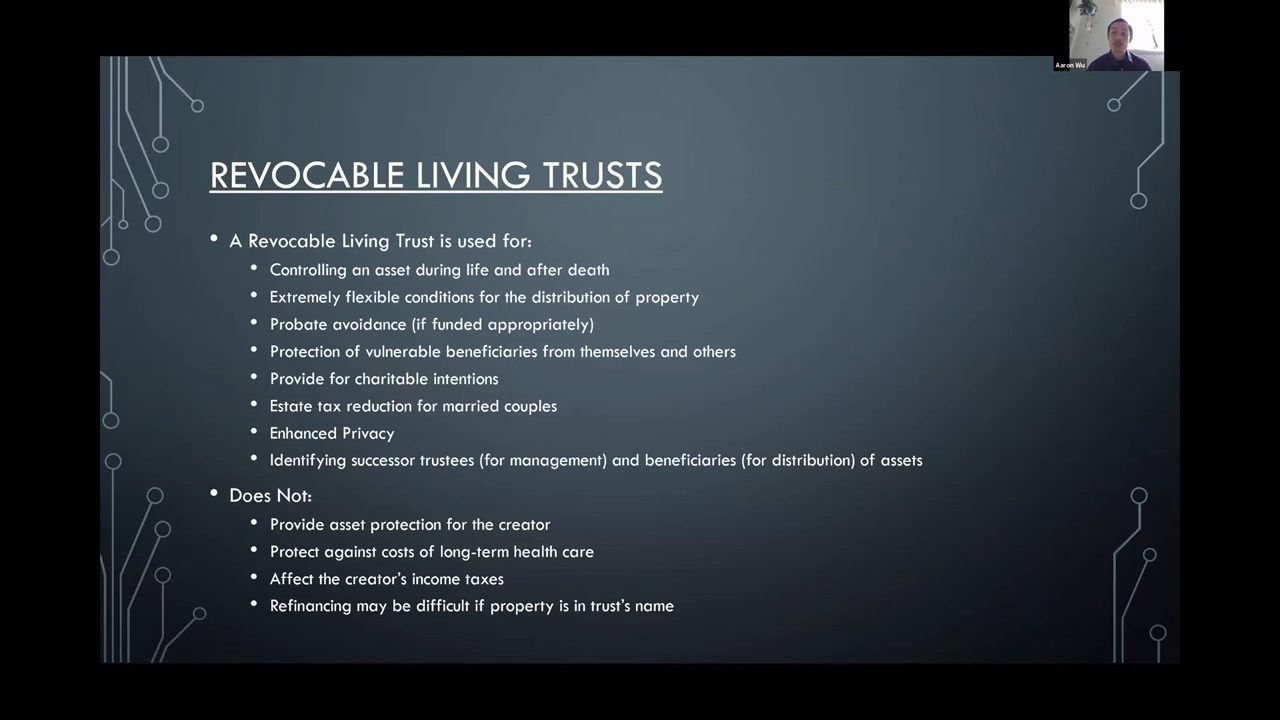 Aaron Wu
REVOCABLE LIVING TRUSTS
• A Revocable Living Trust is used for:
• Controlling an asset during life and after death
• Extremely flexible conditions for the distribution of property
• Probate avoidance (if funded appropriately)
• Protection of vulnerable beneficiaries from themselves and others
• Provide for charitable intentions
• Estate tax reduction for married couples
• Enhanced Privacy
• Identifying successor trustees (for management) and beneficiaries (for distribution) of assets
• Does Not:
• Provide asset protection for the creator
• Protect against costs of long-term health care
• Affect the creator’s income taxes
• Refinancing may be difficult if property is in trust’s name